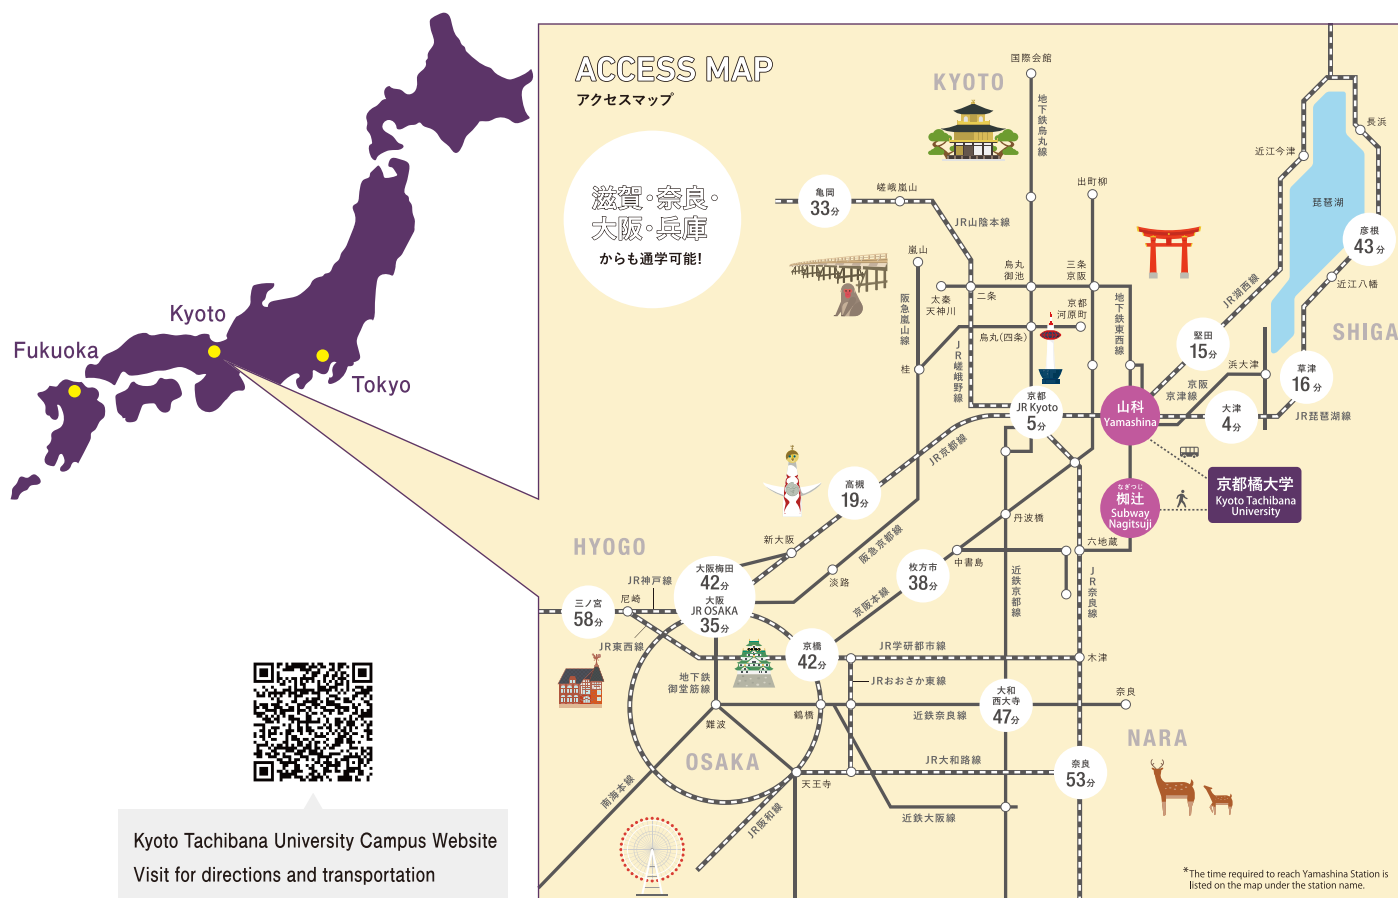 Kyoto
Fukuoka
Tokyo
Kyoto Tachibana University Campus Website
Visit for directions and transportation
ACCESS MAP
アクセスマップ
滋賀・奈良・
大阪・兵庫
からも通学可能!
KYOTO
国際会館
地下鉄烏丸線
出町柳
亀岡
33分
嵯峨嵐山
JR山陰本線
嵐山
阪急嵐山線
太秦
天神川
二条
烏丸
御池
三条
京阪
京都
河原町
烏丸(四条)
地下鉄東西線
JR嵯峨野線
桂
長浜
近江今津
琵琶湖
彦根
43分
近江八幡
JR湖西線
SHIGA
堅田
15分
浜大津
京阪
京津線
草津
16分
大津
4分
JR琵琶湖線
京都
JR Kyoto
5分
山科
Yamashina
JR京都線
高槻
19分
なぎつじ
椥辻
Subway
Nagitsuji
京都橘大学
Kyoto Tachibana
University
丹波橋
六地蔵
中書島
新大阪
阪急京都線
淡路
枚方市
38分
京阪本線
近鉄京都線
JR奈良線
HYOGO
大阪梅田
42分
大阪
JR OSAKA
35分
JR神戸線
尼崎
三ノ宮
58分
JR東西線
京橋
42分
JR学研都市線
木津
地下鉄
御堂筋線
JRおおさか東線
大和
西大寺
47分
奈良
難波
鶴橋
近鉄奈良線
NARA
OSAKA
天王寺
JR大和路線
奈良
53分
南海本線
JR阪和線
近鉄大阪線
*The time required to reach Yamashina Station is
listed on the map under the station name.